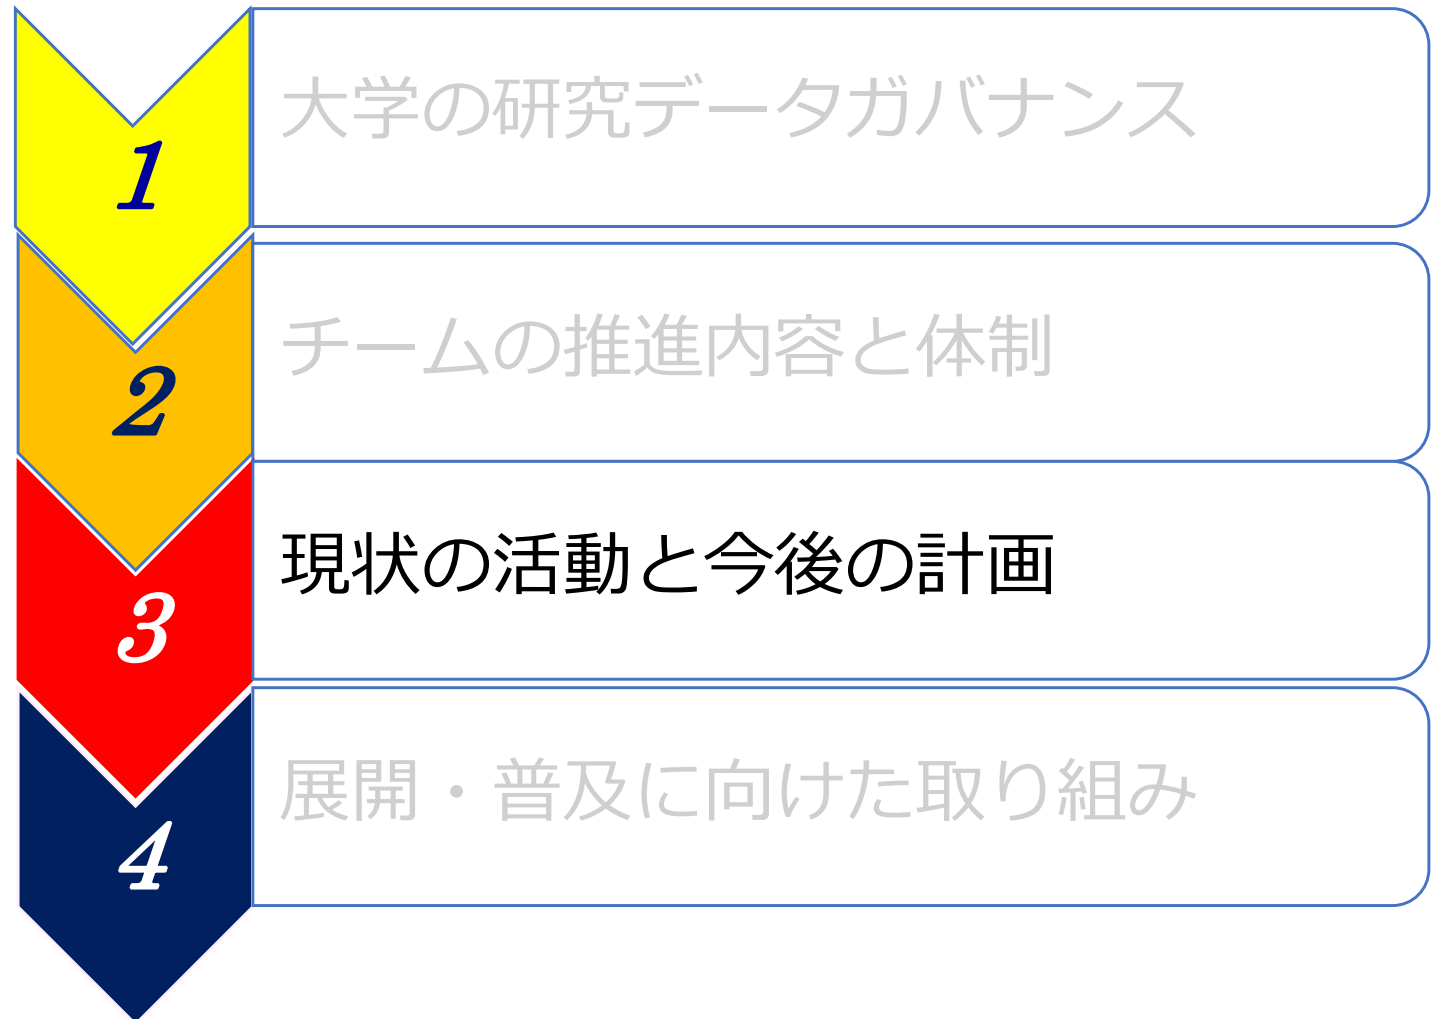 1
大学の研究データガバナンス
2
チームの推進内容と体制
3
現状の活動と今後の計画
4
展開・普及に向けた取り組み